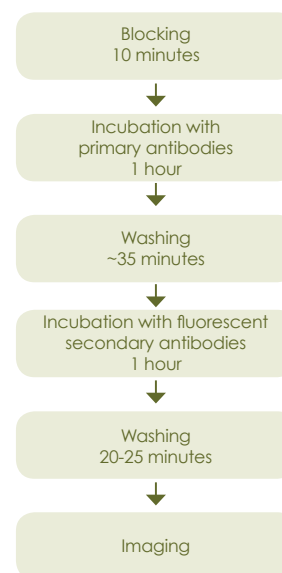 Blocking
10 minutes
Incubation with
primary antibodies
1 hour
Washing
~35 minutes
Incubation with fluorescent
secondary antibodies
1 hour
Washing
20-25 minutes
Imaging